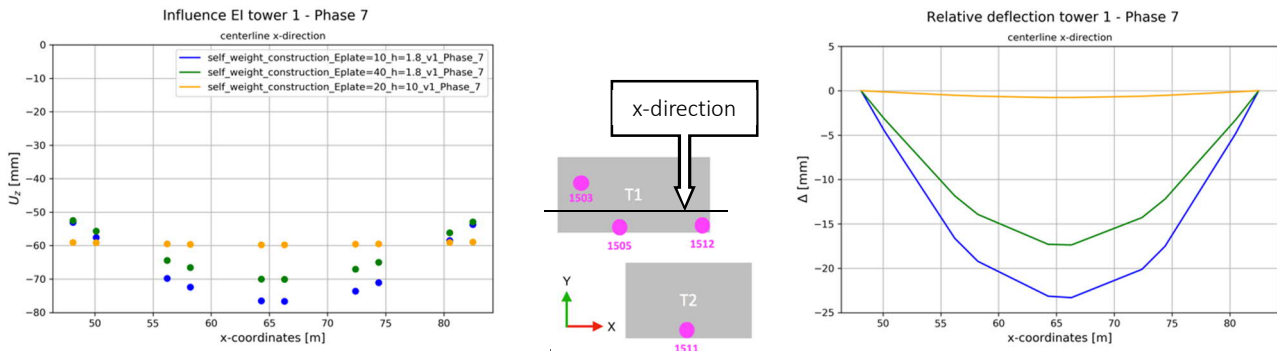 Influence EI tower 1 - Phase 7
centerline x-direction
self_weight_construction_Eplate=10_h=1.8_v1_Phase_7
self_weight_construction_Eplate=40_h=1.8_v1_Phase_7
self_weight_construction_Eplate=20_h=10_v1_Phase_7
0
−10
−20
−30
−40
−50
−60
−70
−80
U_z [mm]
50 55 60 65 70 75 80
x-coordinates [m]
x-direction
T1
1503
1505
1512
Y
X
T2
1511
Relative deflection tower 1 - Phase 7
centerline x-direction
5
0
−5
−10
−15
−20
−25
Δ [mm]
50 55 60 65 70 75 80
x-coordinates [m]